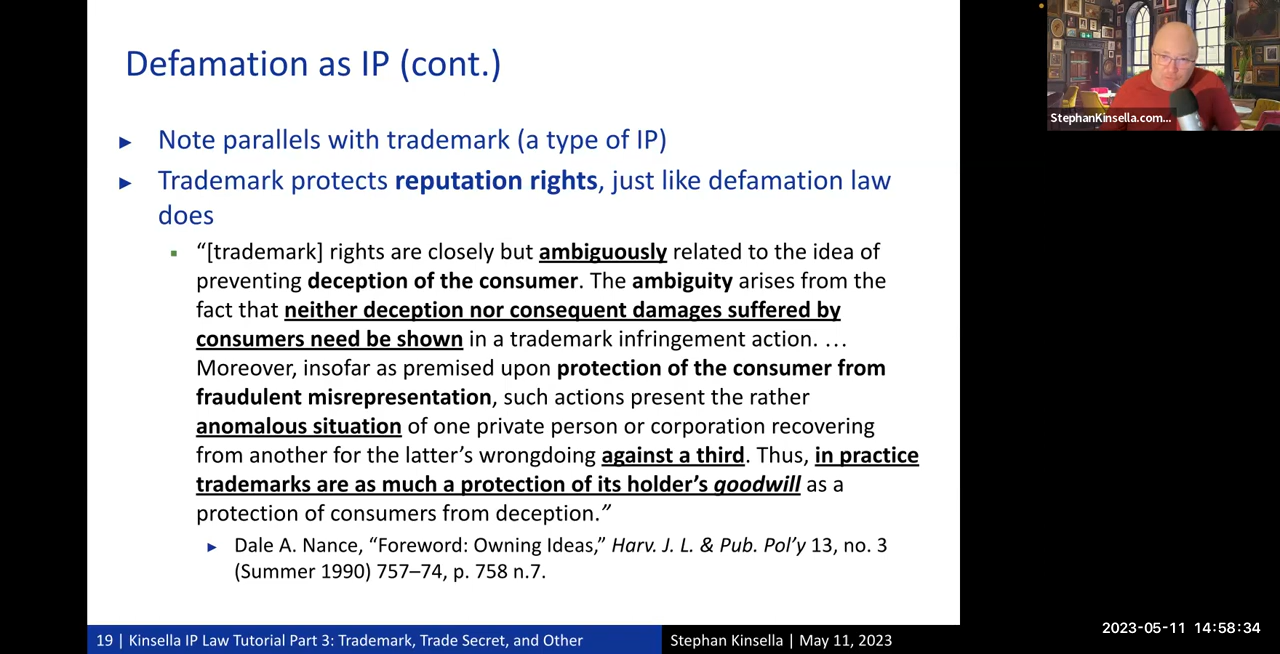 Defamation as IP (cont.)
► Note parallels with trademark (a type of IP)
► Trademark protects reputation rights, just like defamation law
does
▪ “[trademark] rights are closely but ambiguously related to the idea of
preventing deception of the consumer. The ambiguity arises from the
fact that neither deception nor consequent damages suffered by
consumers need be shown in a trademark infringement action. …
Moreover, insofar as premised upon protection of the consumer from
fraudulent misrepresentation, such actions present the rather
anomalous situation of one private person or corporation recovering
from another for the latter’s wrongdoing against a third. Thus, in practice
trademarks are as much a protection of its holder’s goodwill as a
protection of consumers from deception.”
► Dale A. Nance, “Foreword: Owning Ideas,” Harv. J. L. & Pub. Pol’y 13, no. 3
(Summer 1990) 757–74, p. 758 n.7.
19 | Kinsella IP Law Tutorial Part 3: Trademark, Trade Secret, and Other
Stephan Kinsella | May 11, 2023
StephanKinsella.com...
2023-05-11 14:58:34